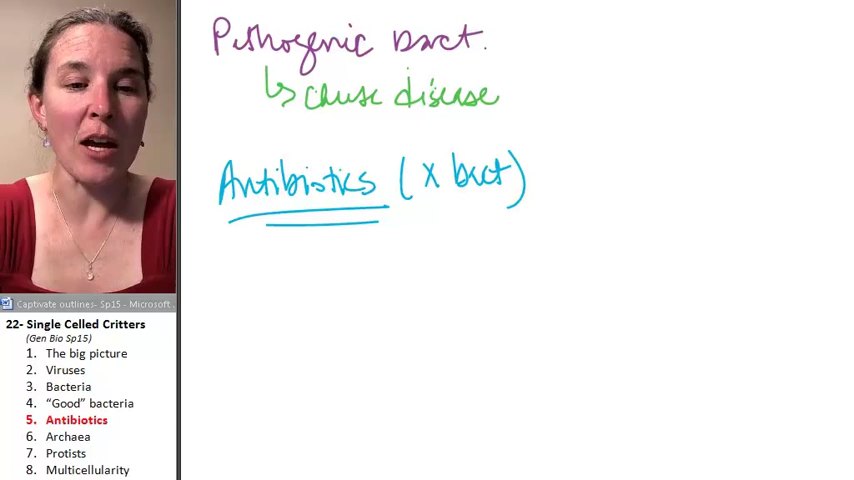 Pathogenic Bact.
↳ cause disease
Antibiotics (X bact)
Captivate outlines- Sp15 - Microsoft .
22- Single Celled Critters
(Gen Bio Sp15)
1. The big picture
2. Viruses
3. Bacteria
4. “Good” bacteria
5. Antibiotics
6. Archaea
7. Protists
8. Multicellularity